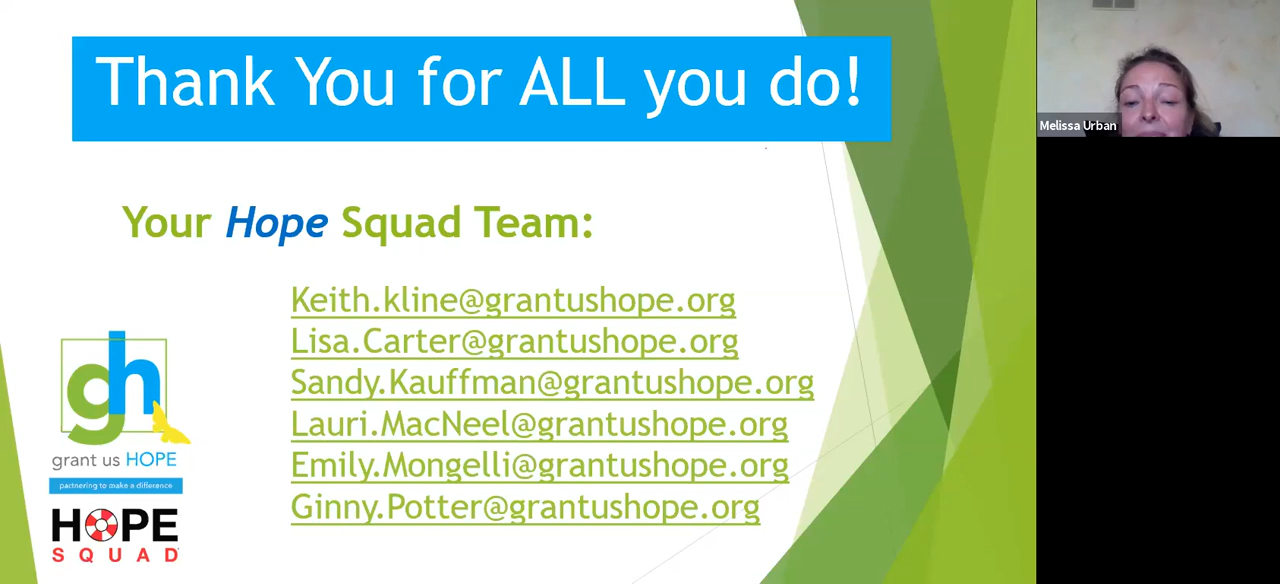 Thank You for ALL you do!
Melissa Urban
Your Hope Squad Team:
Keith.kline@grantushope.org
Lisa.Carter@grantushope.org
Sandy.Kauffman@grantushope.org
Lauri.MacNeel@grantushope.org
Emily.Mongelli@grantushope.org
Ginny.Potter@grantushope.org
gh
grant us HOPE
partnering to make a difference
HOPE
SQUAD